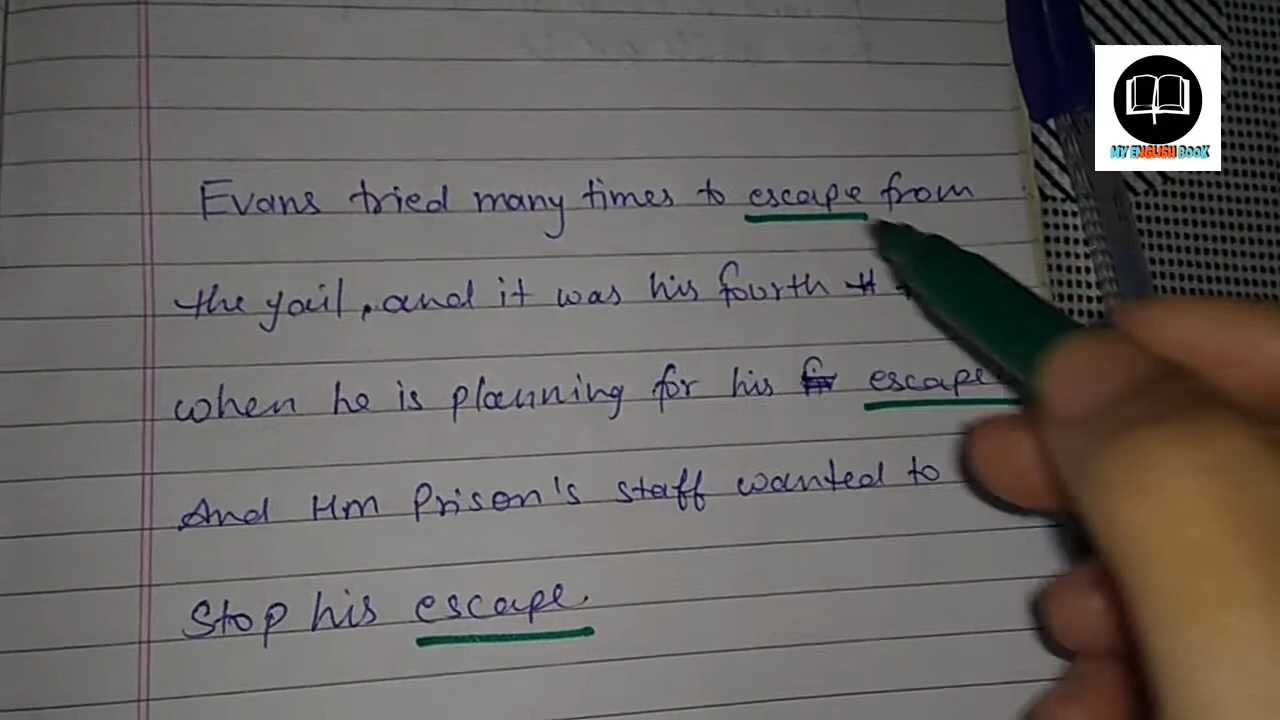 MY ENGLISH BOOK
Evans tried many times to escape from
the yail, and it was his fourth
when he is planning for his escape
And Hm Prison's staff wanted to
Stop his escape.